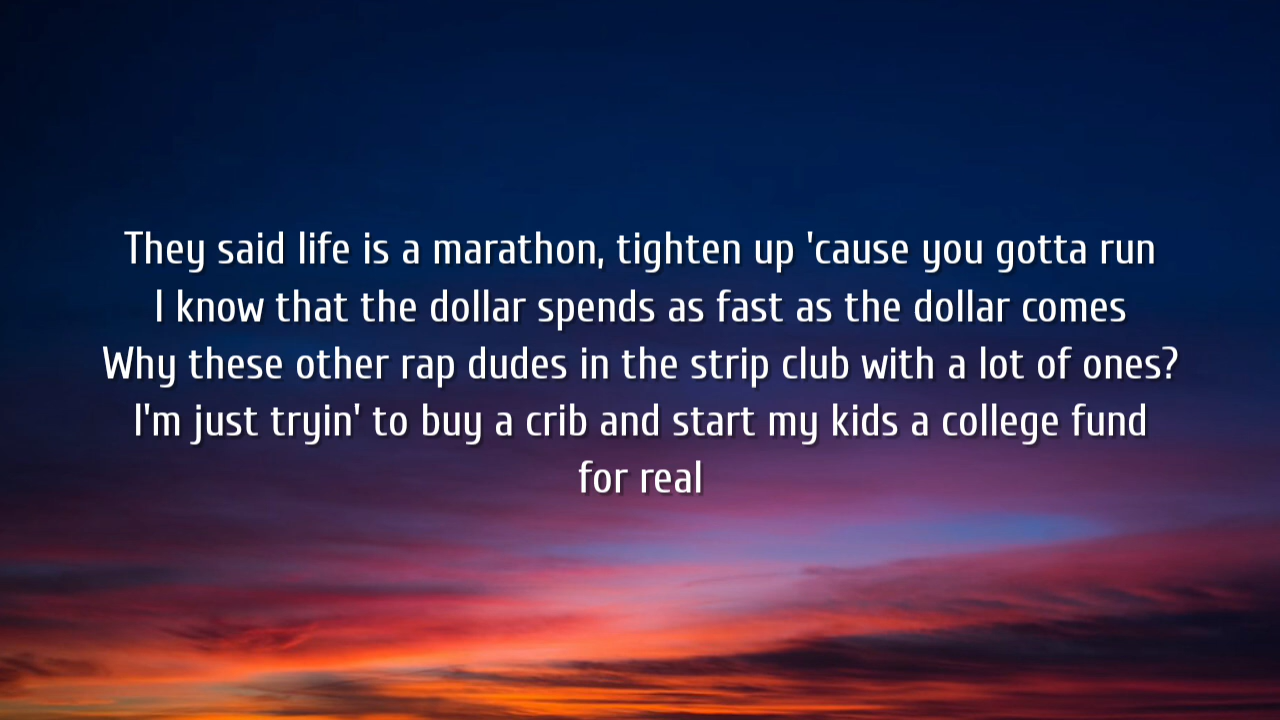 They said life is a marathon, tighten up 'cause you gotta run
I know that the dollar spends as fast as the dollar comes
Why these other rap dudes in the strip club with a lot of ones?
I'm just tryin' to buy a crib and start my kids a college fund
for real